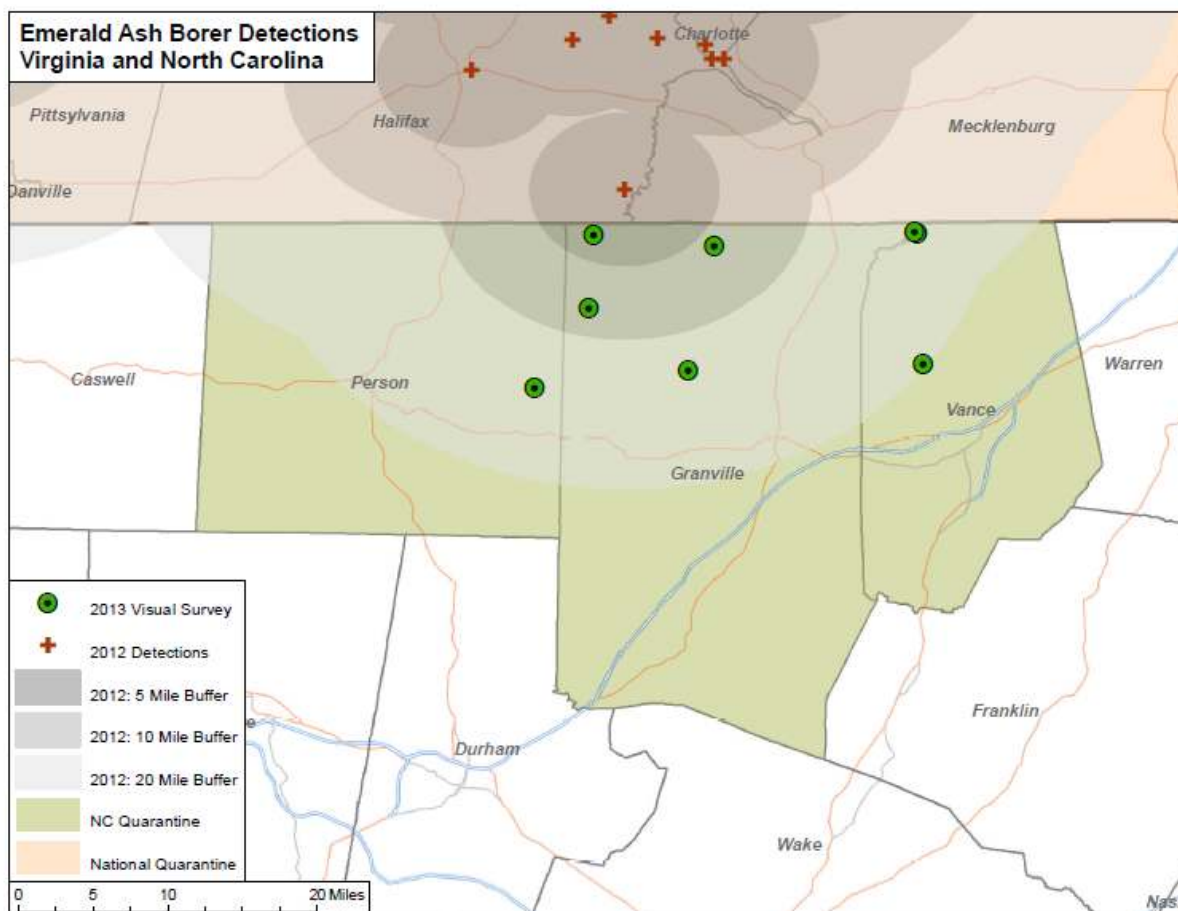 Emerald Ash Borer Detections
Virginia and North Carolina
Charlotte
Pittsylvania
Halifax
Mecklenburg
Danville
Caswell
Person
Warren
Vance
Granville
Franklin
Durham
Wake
2013 Visual Survey
2012 Detections
2012: 5 Mile Buffer
2012: 10 Mile Buffer
2012: 20 Mile Buffer
NC Quarantine
National Quarantine
0 5 10 20 Miles
Nas